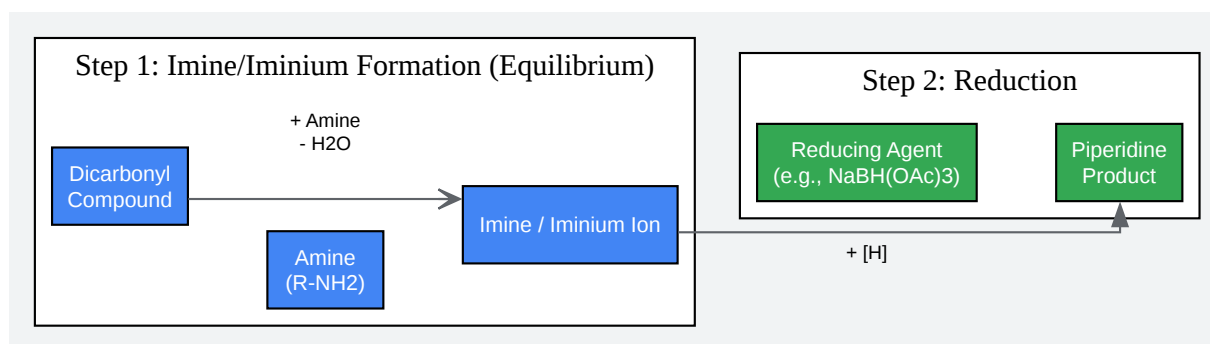 Step 1: Imine/Iminium Formation (Equilibrium)
+ Amine
- H2O
Dicarbonyl
Compound
Imine / Iminium Ion
Amine
(R-NH2)
Step 2: Reduction
Reducing Agent
(e.g., NaBH(OAc)3)
Piperidine
Product
+ [H]